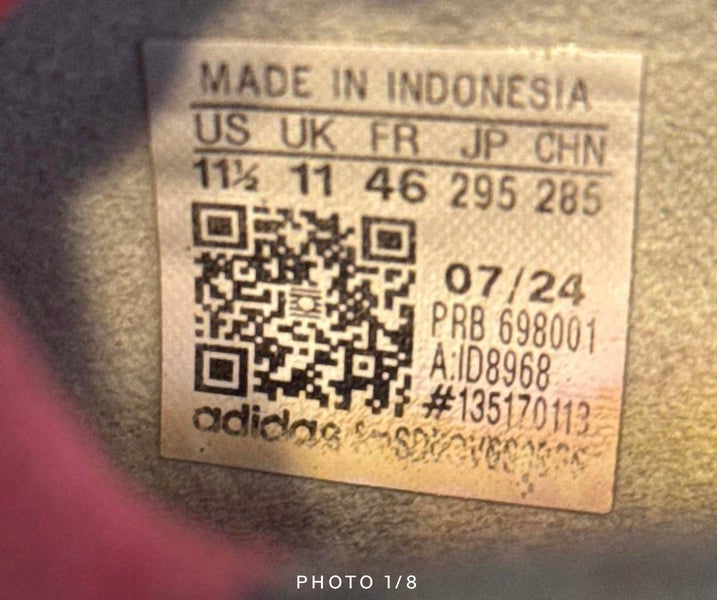 MADE IN INDONESIA
US UK FR JP CHN
11½ 11 46 295 285
07/24
PRB 698001
A:ID8968
#135170113
adidas
PHOTO 1/8